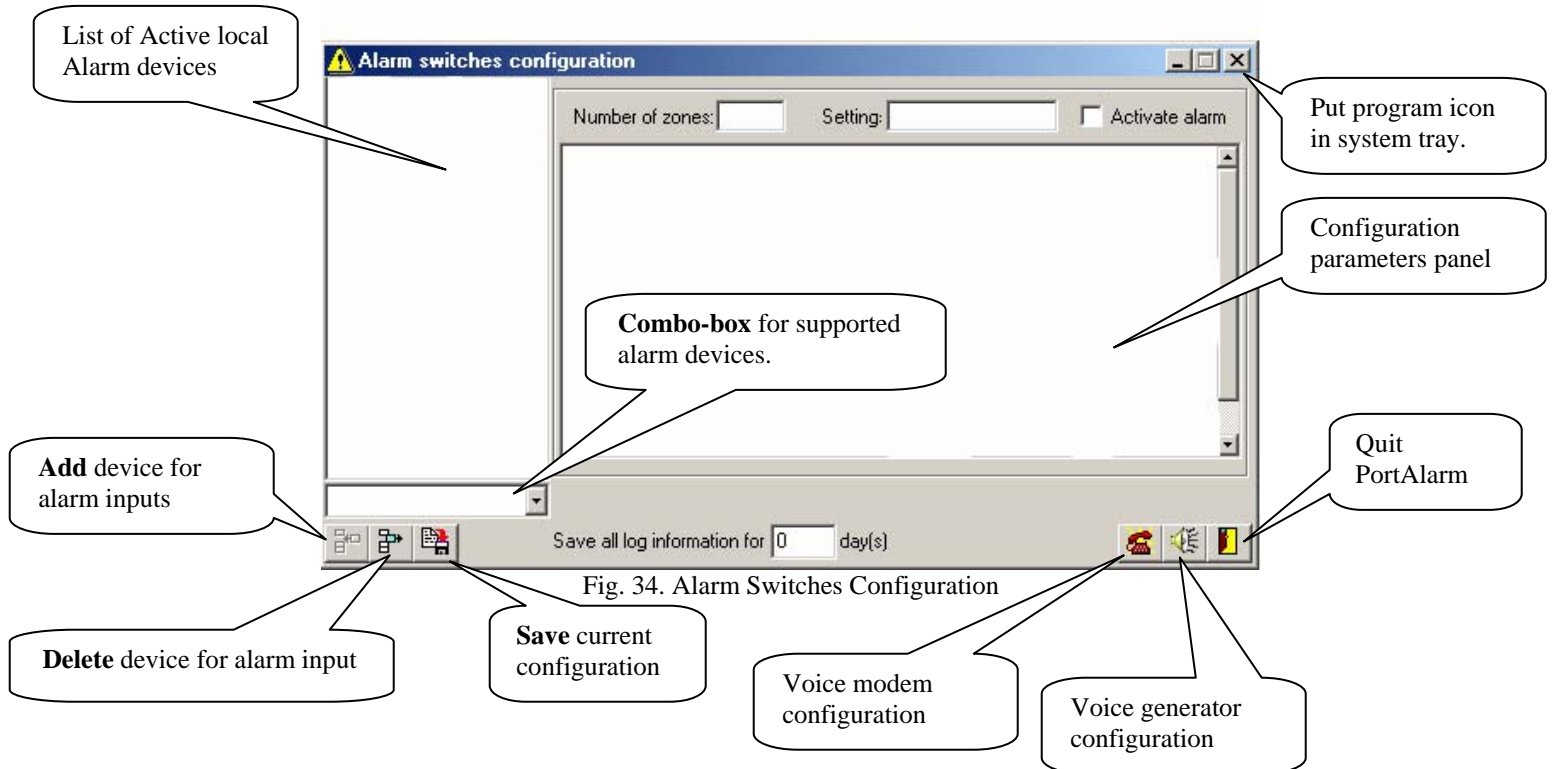 List of Active local
Alarm devices
Alarm switches configuration
Number of zones:
Setting:
Activate alarm
Put program icon
in system tray.
Configuration
parameters panel
Combo-box for supported
alarm devices.
Add device for
alarm inputs
Quit
PortAlarm
Save all log information for 0 day(s)
Fig. 34. Alarm Switches Configuration
Delete device for alarm input
Save current
configuration
Voice modem
configuration
Voice generator
configuration